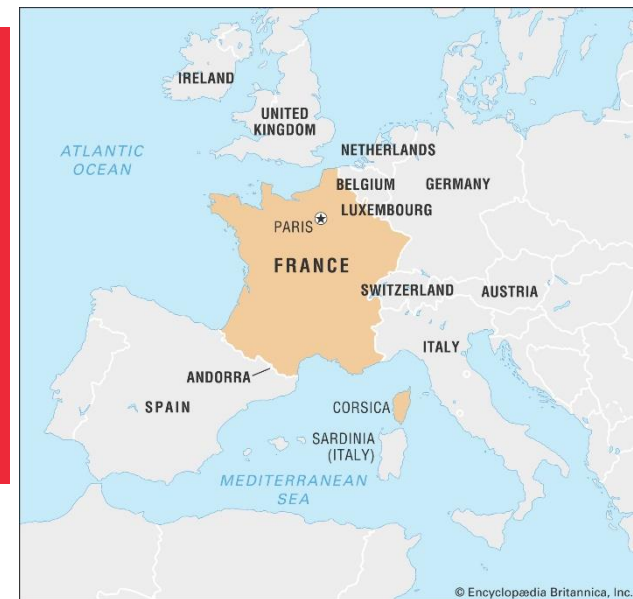 IRELAND
UNITED
KINGDOM
ATLANTIC
OCEAN
NETHERLANDS
BELGIUM
GERMANY
LUXEMBOURG
PARIS
FRANCE
SWITZERLAND
AUSTRIA
ITALY
ANDORRA
SPAIN
CORSICA
SARDINIA
(ITALY)
MEDITERRANEAN
SEA
© Encyclopædia Britannica, Inc.